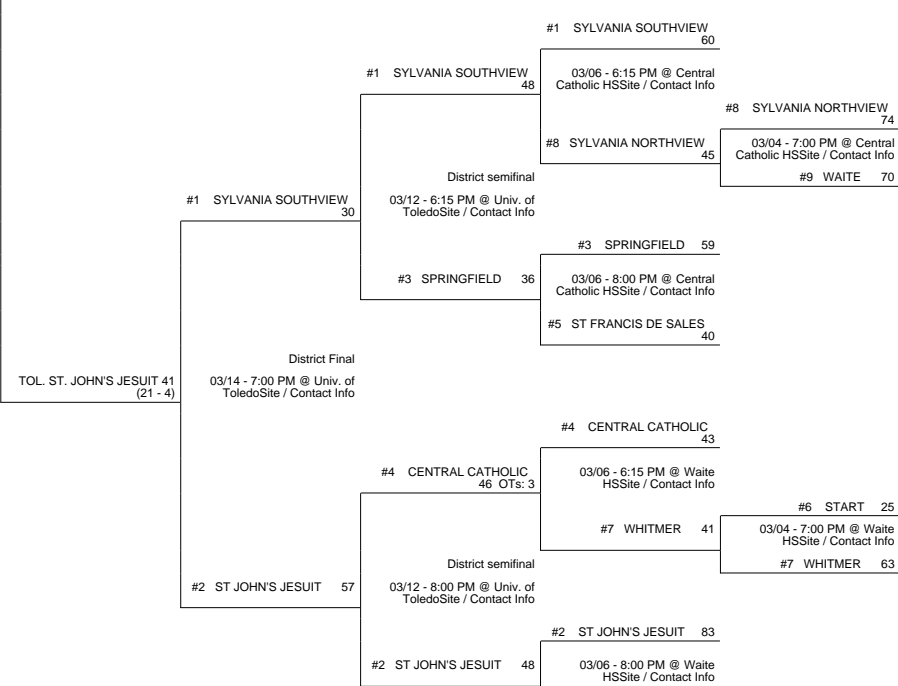 #1 SYLVANIA SOUTHVIEW
60
#1 SYLVANIA SOUTHVIEW
48
03/06 - 6:15 PM @ Central
Catholic HSSite / Contact Info
#8 SYLVANIA NORTHVIEW
74
#8 SYLVANIA NORTHVIEW
45
03/04 - 7:00 PM @ Central
Catholic HSSite / Contact Info
#9 WAITE 70
District semifinal
03/12 - 6:15 PM @ Univ. of
ToledoSite / Contact Info
#1 SYLVANIA SOUTHVIEW
30
#3 SPRINGFIELD 59
#3 SPRINGFIELD 36
03/06 - 8:00 PM @ Central
Catholic HSSite / Contact Info
#5 ST FRANCIS DE SALES
40
District Final
03/14 - 7:00 PM @ Univ. of
ToledoSite / Contact Info
TOL. ST. JOHN'S JESUIT 41
(21 - 4)
#4 CENTRAL CATHOLIC
43
#4 CENTRAL CATHOLIC
46 OTs: 3
03/06 - 6:15 PM @ Waite
HSSite / Contact Info
#6 START 25
#7 WHITMER 41
03/04 - 7:00 PM @ Waite
HSSite / Contact Info
#7 WHITMER 63
District semifinal
03/12 - 8:00 PM @ Univ. of
ToledoSite / Contact Info
#2 ST JOHN'S JESUIT 57
#2 ST JOHN'S JESUIT 83
#2 ST JOHN'S JESUIT 48
03/06 - 8:00 PM @ Waite
HSSite / Contact Info